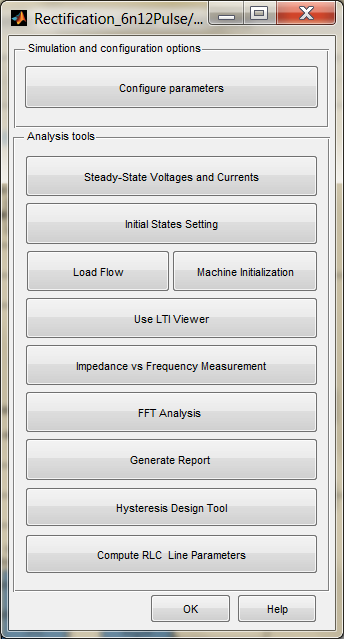 Rectification_6n12Pulse/...
Simulation and configuration options
Configure parameters
Analysis tools
Steady-State Voltages and Currents
Initial States Setting
Load Flow
Machine Initialization
Use LTI Viewer
Impedance vs Frequency Measurement
FFT Analysis
Generate Report
Hysteresis Design Tool
Compute RLC  Line Parameters
OK
Help